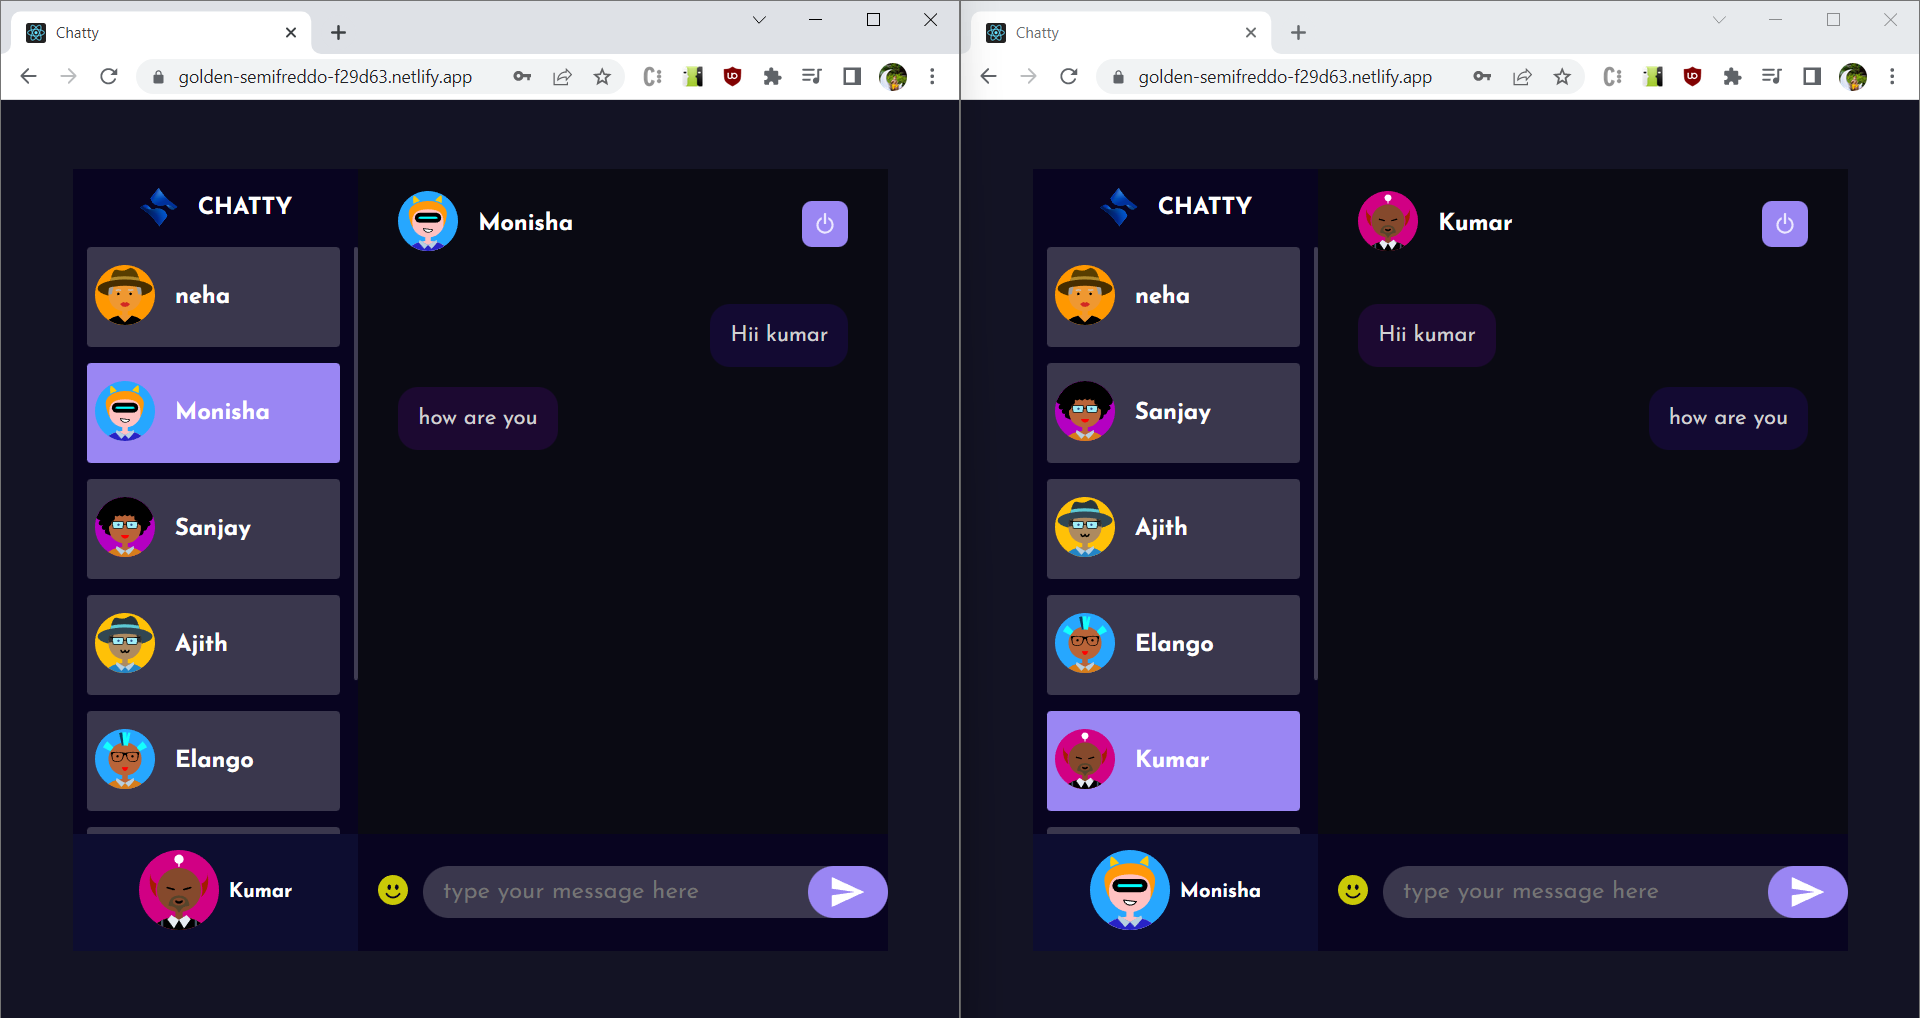 Chatty
golden-semifreddo-f29d63.netlify.app
CHATTY
neha
Monisha
Sanjay
Ajith
Elango
Kumar
Monisha
Hii kumar
how are you
type your message here
Chatty
golden-semifreddo-f29d63.netlify.app
CHATTY
neha
Sanjay
Ajith
Elango
Kumar
Monisha
Kumar
Hii kumar
how are you
type your message here